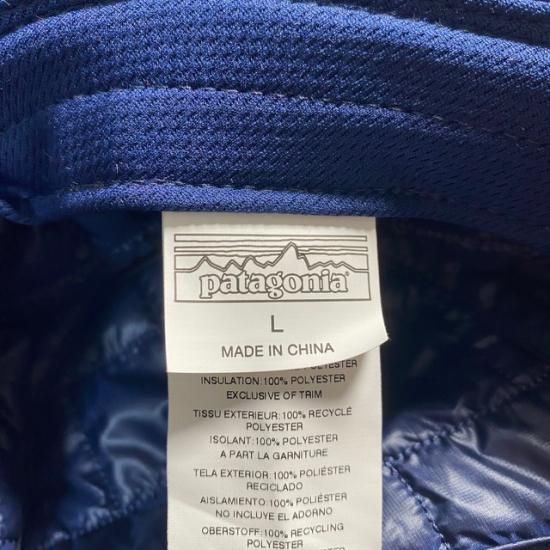 patagonia®
L
MADE IN CHINA
INSULATION:100% POLYESTER
EXCLUSIVE OF TRIM
TISSU EXTERIEUR:100% RECYCLÉ
POLYESTER
ISOLANT:100% POLYESTER
A PART LA GARNITURE
TELA EXTERIOR:100% POLIÉSTER
RECICLADO
AISLAMIENTO:100% POLIÉSTER
NO INCLUYE EL ADORNO
OBERSTOFF:100% RECYCLING
POLYESTER